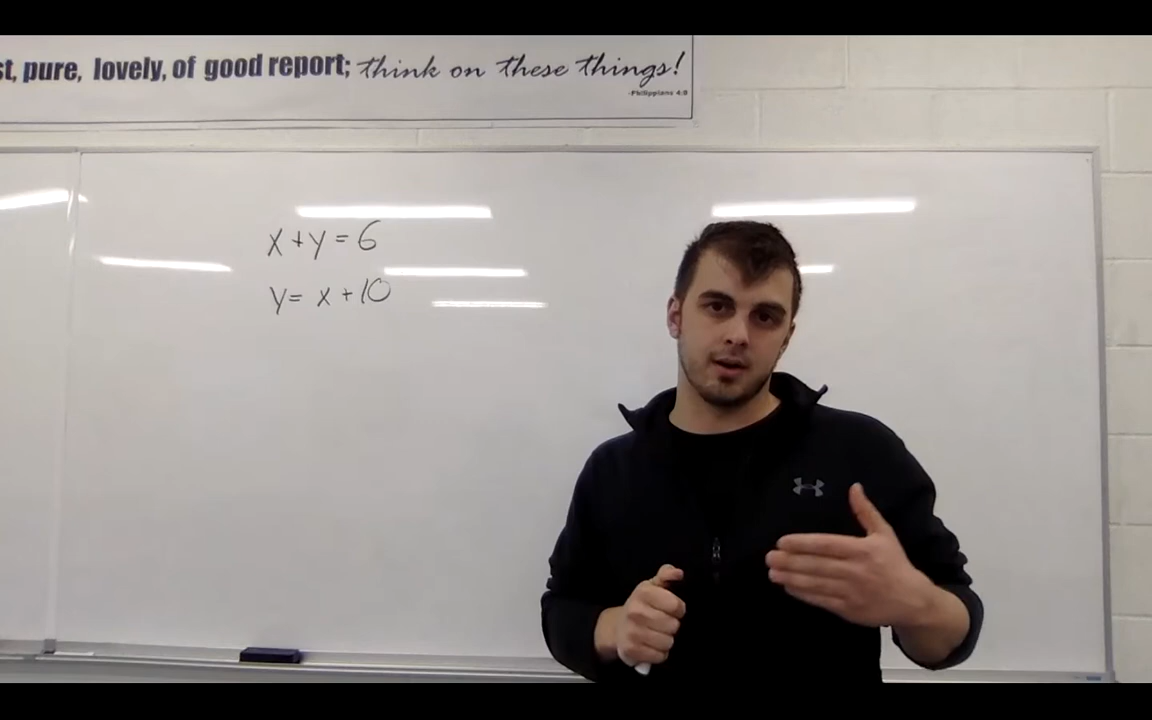 st, pure, lovely, of good report; think on these things!
-Philippians 4:8
x+y=6
y=x+10